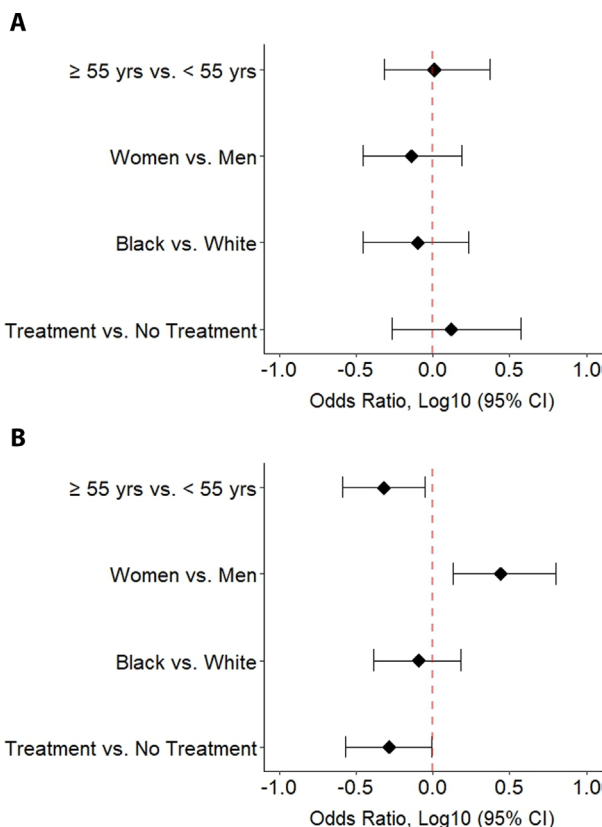 A
≥ 55 yrs vs. < 55 yrs
Women vs. Men
Black vs. White
Treatment vs. No Treatment
-1.0 -0.5 0.0 0.5 1.0
Odds Ratio, Log10 (95% CI)
B
≥ 55 yrs vs. < 55 yrs
Women vs. Men
Black vs. White
Treatment vs. No Treatment
-1.0 -0.5 0.0 0.5 1.0
Odds Ratio, Log10 (95% CI)